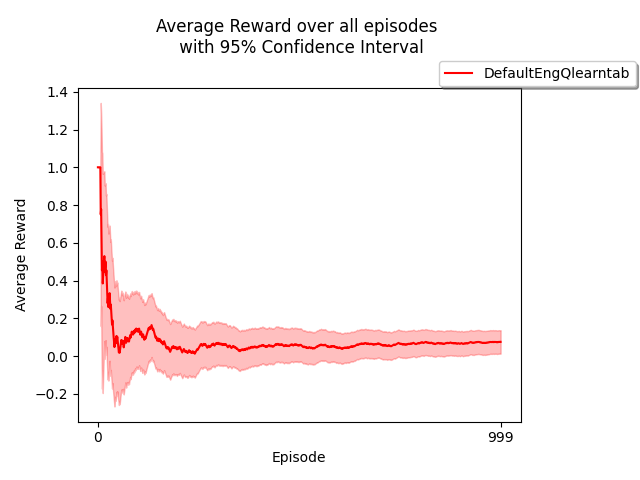 Average Reward over all episodes
with 95% Confidence Interval
DefaultEngQlearntab
1.4
1.2
1.0
0.8
0.6
0.4
0.2
0.0
−0.2
Average Reward
0
999
Episode